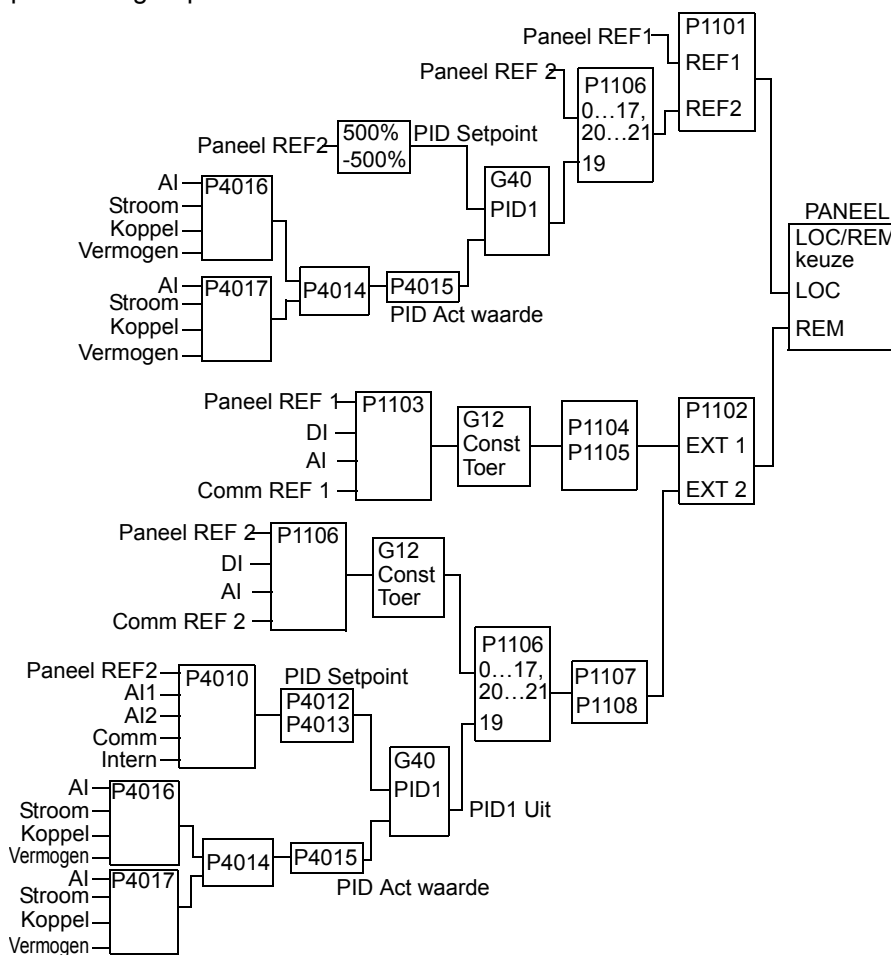 Paneel REF1
P1101
REF1
REF2
Paneel REF 2
P1106
0…17,
20…21
19
Paneel REF2
500%
-500%
PID Setpoint
G40
PID1
AI
Stroom
Koppel
Vermogen
P4016
AI
Stroom
Koppel
Vermogen
P4017
P4014
P4015
PID Act waarde
PANEEL
LOC/REM
keuze
LOC
REM
Paneel REF 1
DI
AI
Comm REF 1
P1103
G12
Const
Toer
P1104
P1105
P1102
EXT 1
EXT 2
Paneel REF 2
DI
AI
Comm REF 2
P1106
G12
Const
Toer
P1106
0…17,
20…21
19
P1107
P1108
Paneel REF2
AI1
AI2
Comm
Intern
P4010
PID Setpoint
P4012
P4013
G40
PID1
PID1 Uit
AI
Stroom
Koppel
Vermogen
P4016
AI
Stroom
Koppel
Vermogen
P4017
P4014
P4015
PID Act waarde